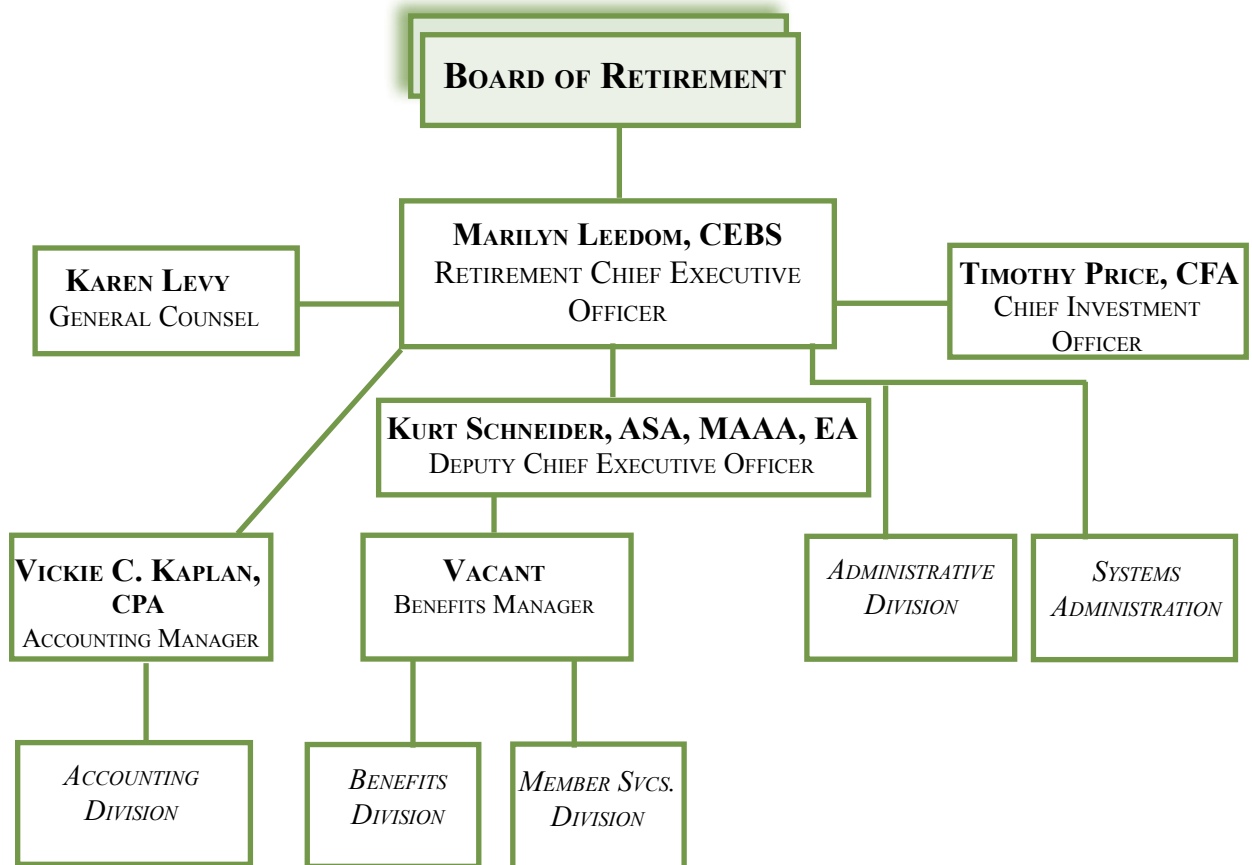 Board of Retirement
Marilyn Leedom, CEBS
Retirement Chief Executive
Officer
Karen Levy
General Counsel
Timothy Price, CFA
Chief Investment
Officer
Kurt Schneider, ASA, MAAA, EA
Deputy Chief Executive Officer
Vickie C. Kaplan,
CPA
Accounting Manager
Vacant
Benefits Manager
Administrative
Division
Systems
Administration
Accounting
Division
Benefits
Division
Member Svcs.
Division